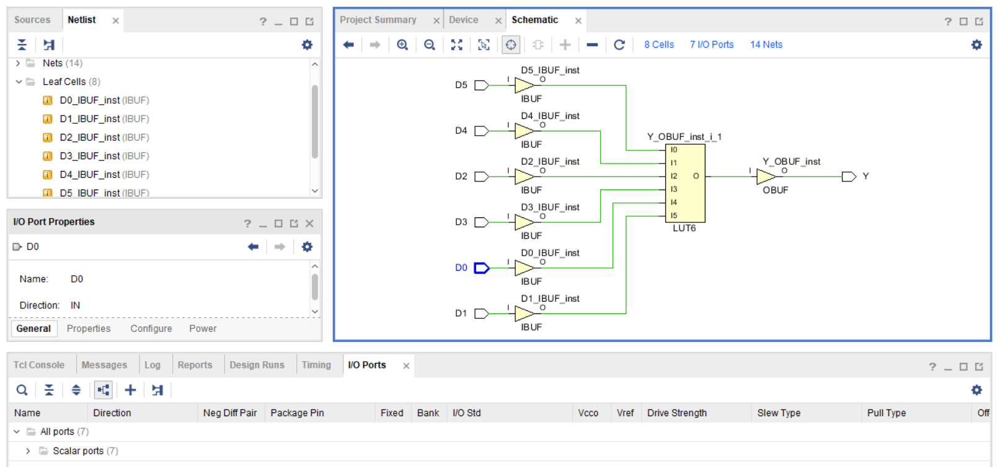 Sources Netlist
Nets (14)
Leaf Cells (8)
D0_IBUF_inst (IBUF)
D1_IBUF_inst (IBUF)
D2_IBUF_inst (IBUF)
D3_IBUF_inst (IBUF)
D4_IBUF_inst (IBUF)
D5_IBUF_inst (IBUF)
I/O Port Properties
D0
Name: D0
Direction: IN
General Properties Configure Power
Project Summary Device Schematic
8 Cells 7 I/O Ports 14 Nets
D5_IBUF_inst
D5 I O
IBUF
D4_IBUF_inst
D4 I O
IBUF
D2_IBUF_inst
D2 I O
IBUF
D3_IBUF_inst
D3 I O
IBUF
D0_IBUF_inst
D0 I O
IBUF
D1_IBUF_inst
D1 I O
IBUF
Y_OBUF_inst_i_1
I0
I1
I2 O
I3
I4
I5
LUT6
Y_OBUF_inst
I O Y
OBUF
Tcl Console Messages Log Reports Design Runs Timing I/O Ports
Name Direction Neg Diff Pair Package Pin Fixed Bank I/O Std Vcco Vref Drive Strength Slew Type Pull Type Off
All ports (7)
Scalar ports (7)